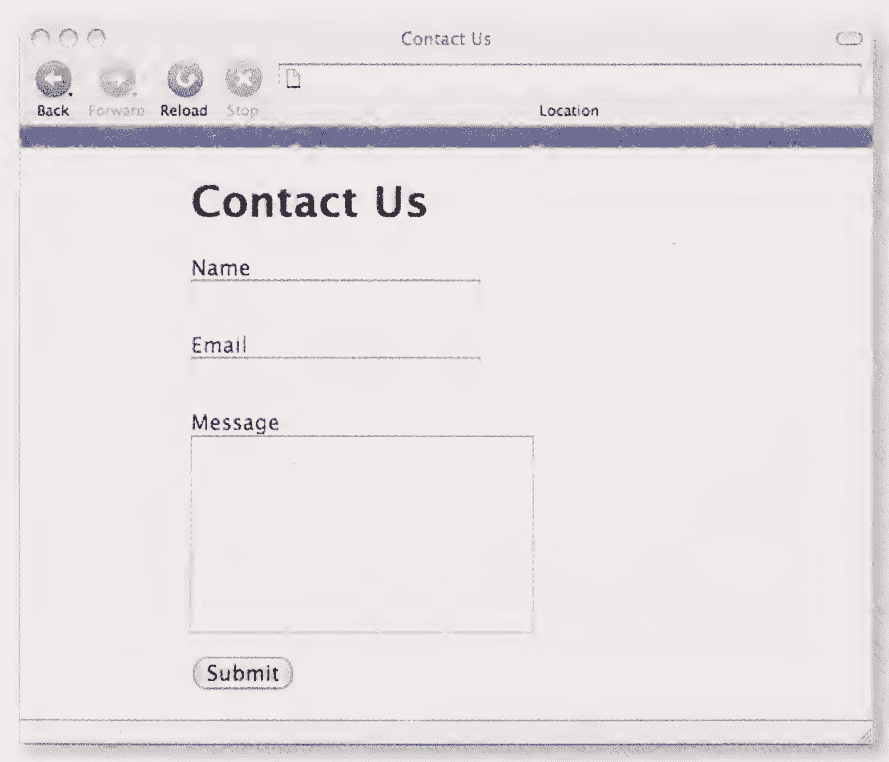 Contact Us
Back Forward Reload Stop Location
Contact Us
Name
Email
Message
Submit